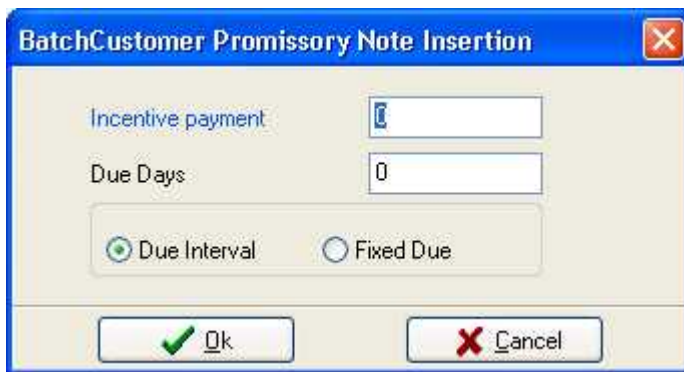 BatchCustomer Promissory Note Insertion
Incentive payment 0
Due Days 0
Due Interval Fixed Due
Ok Cancel